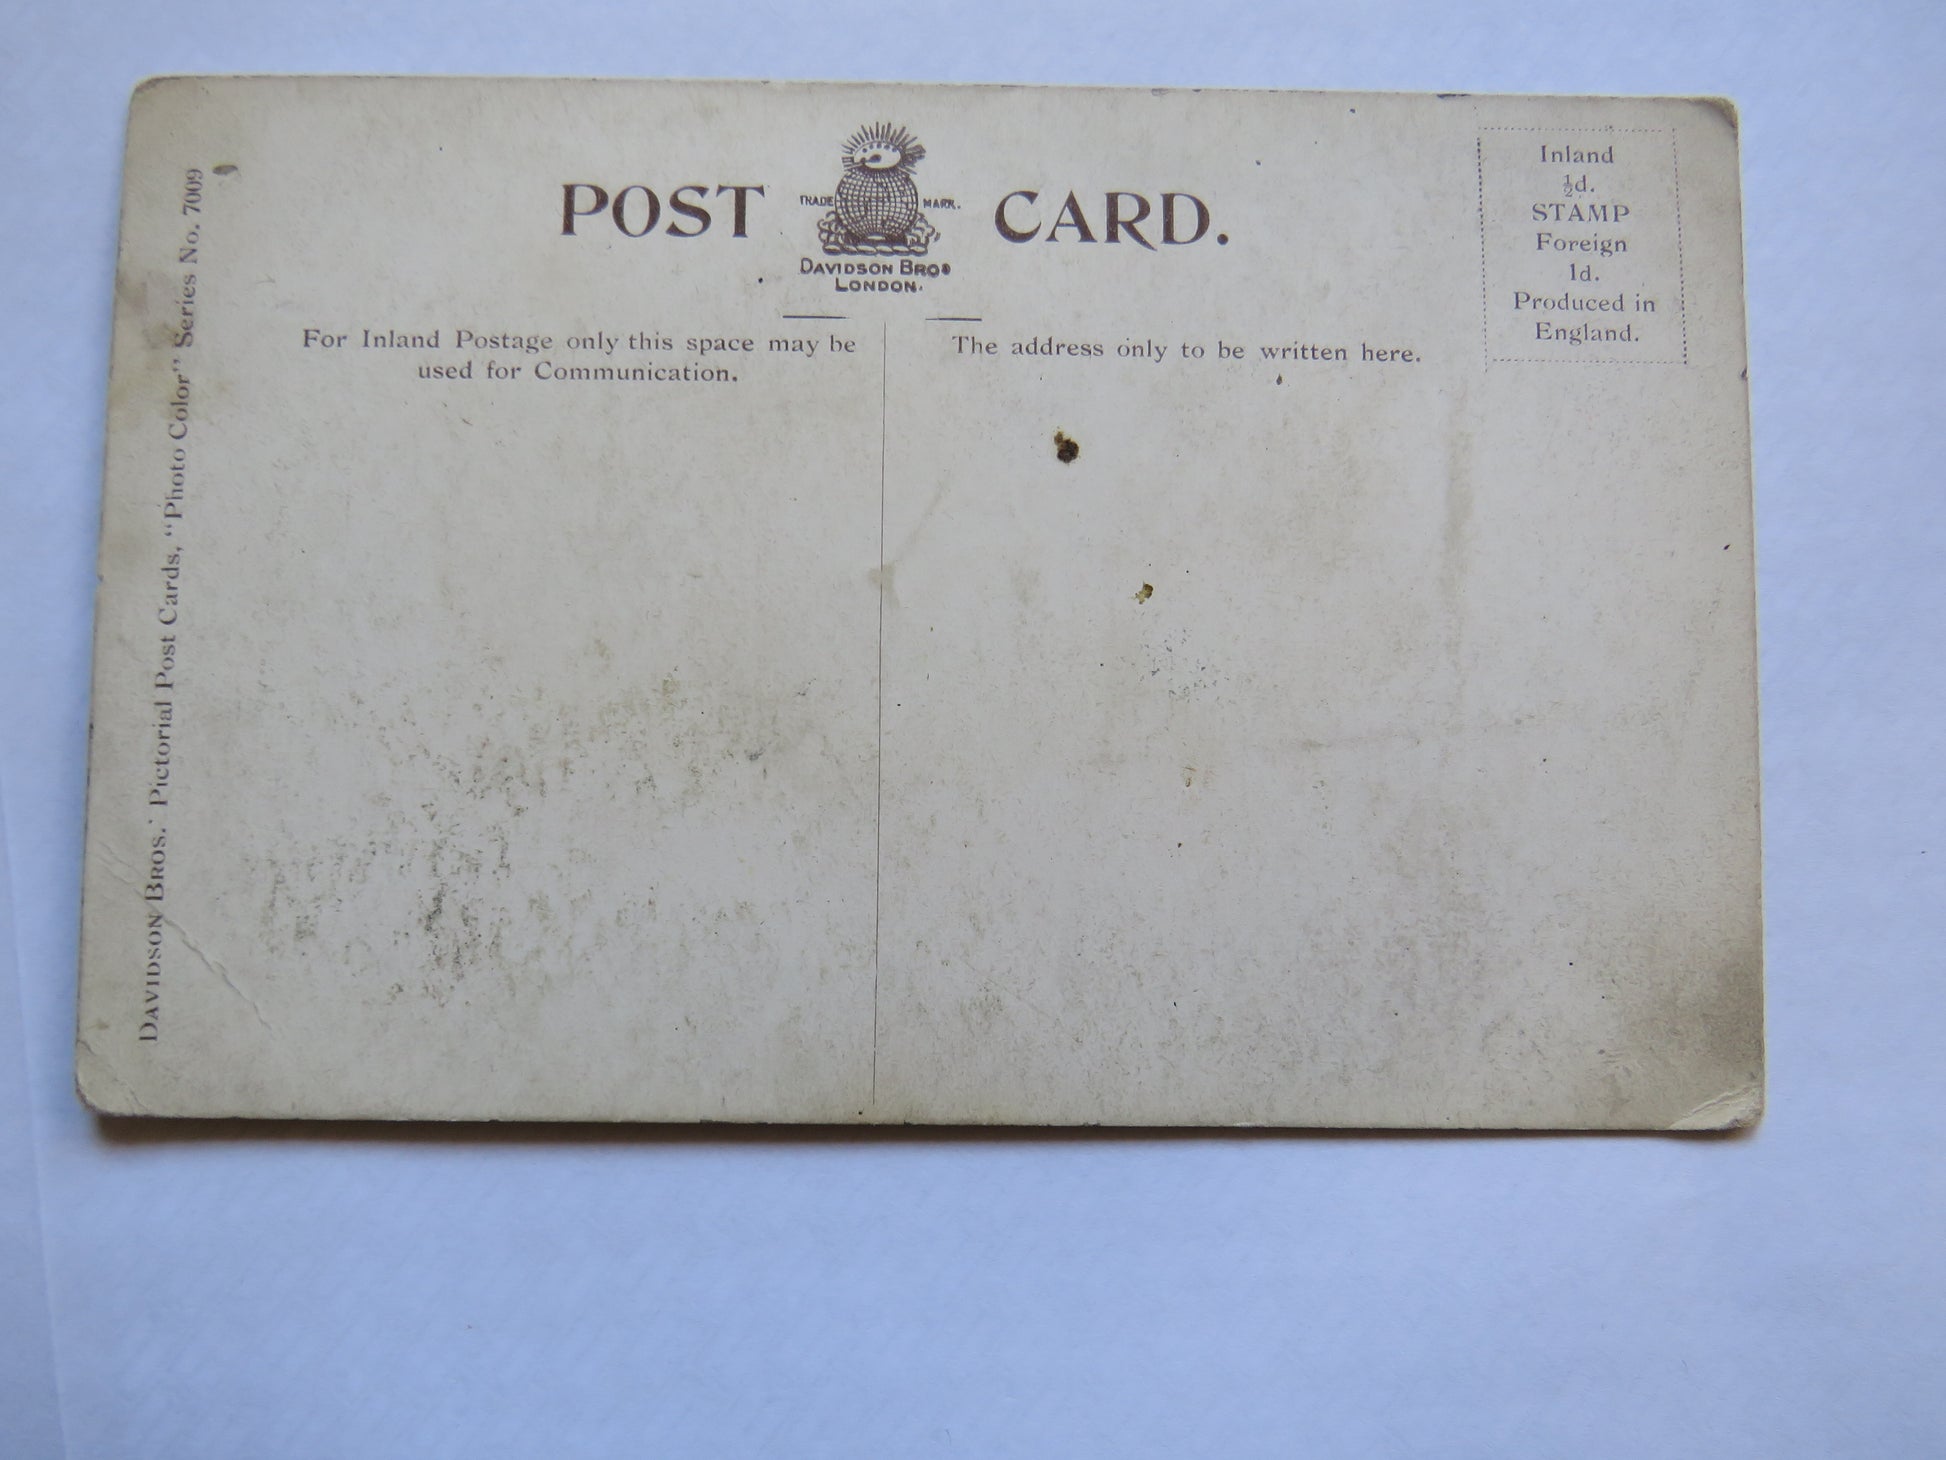 POST CARD.
TRADE MARK.
DAVIDSON BROS
LONDON.
Inland
½d.
STAMP
Foreign
1d.
Produced in
England.
For Inland Postage only this space may be
used for Communication.
The address only to be written here.
DAVIDSON BROS.' Pictorial Post Cards, "Photo Color" Series No. 7009